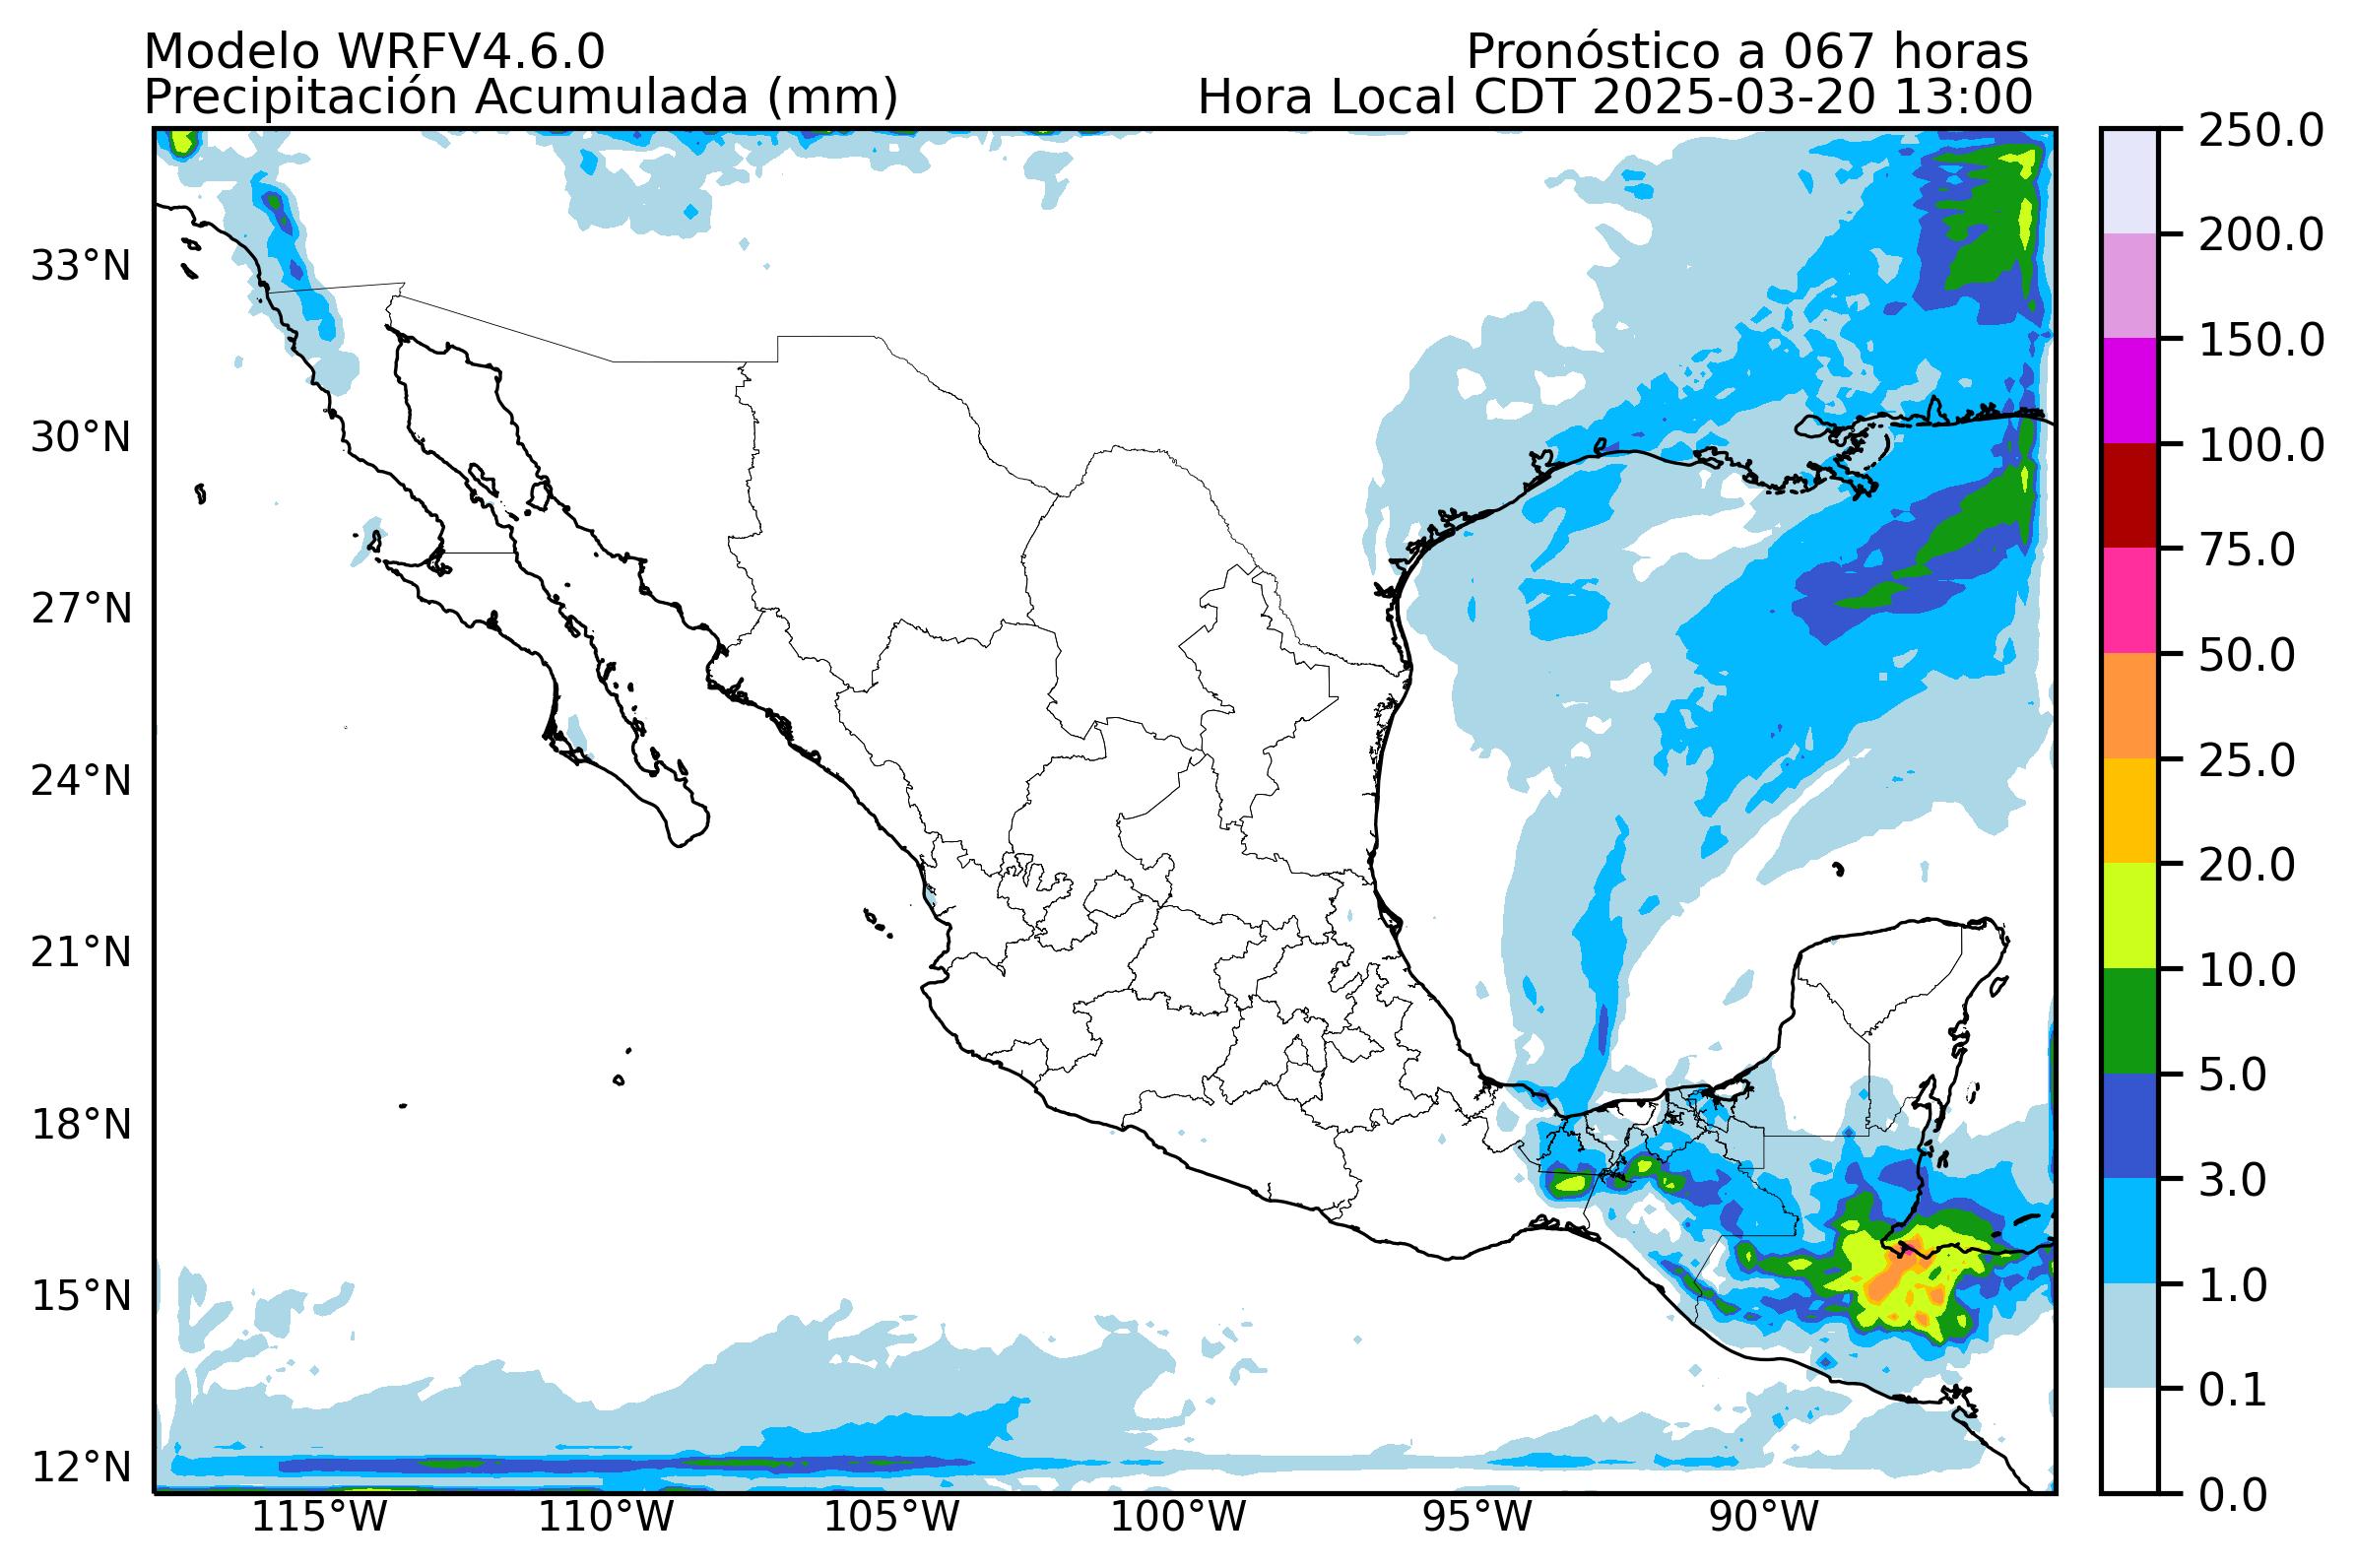 Modelo WRFV4.6.0
Pronóstico a 067 horas
Precipitación Acumulada (mm)
Hora Local CDT 2025-03-20 13:00
250.0
200.0
150.0
100.0
75.0
50.0
25.0
20.0
10.0
5.0
3.0
1.0
0.1
0.0
33°N
30°N
27°N
24°N
21°N
18°N
15°N
12°N
115°W
110°W
105°W
100°W
95°W
90°W